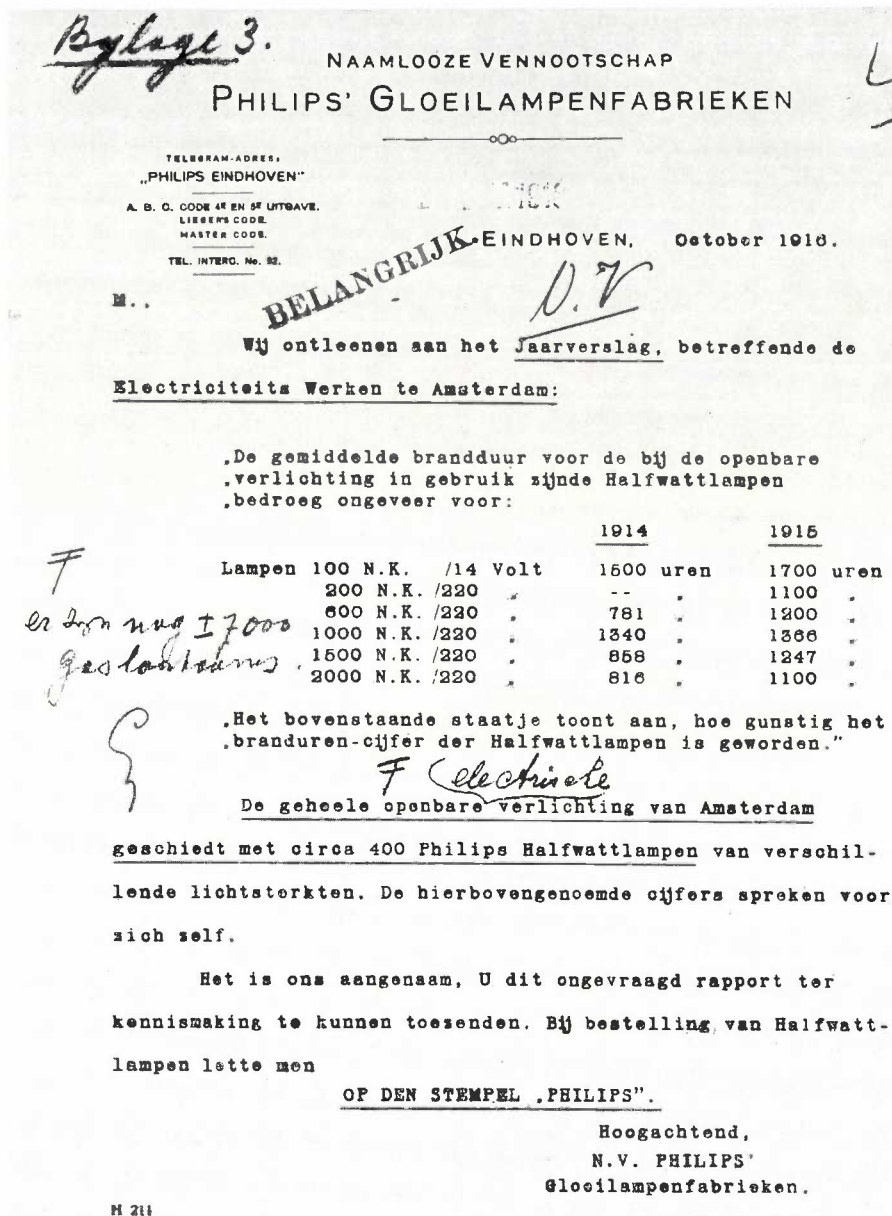 Bylage 3.
NAAMLOOZE VENNOOTSCHAP
PHILIPS' GLOEILAMPENFABRIEKEN
TELEGRAM-ADRES:
„PHILIPS EINDHOVEN"
A. B. C. CODE 4E EN 5E UITGAVE.
LIEBER'S CODE.
MASTER CODE.
TEL. INTERC. No. 92.
BELANGRIJK.
EINDHOVEN, October 1916.
M..
O.V
Wij ontleenen aan het Jaarverslag, betreffende de
Electriciteits Werken te Amsterdam:
„De gemiddelde brandduur voor de bij de openbare
„verlichting in gebruik zijnde Halfwattlampen
„bedroeg ongeveer voor:
1914 1915
Lampen 100 N.K. /14 Volt 1500 uren 1700 uren
200 N.K. /220 „ -- „ 1100 „
600 N.K. /220 „ 781 „ 1200 „
1000 N.K. /220 „ 1340 „ 1366 „
1500 N.K. /220 „ 858 „ 1247 „
2000 N.K. /220 „ 816 „ 1100 „
F
er zijn nog ± 7000
gaslantaarns.
„Het bovenstaande staatje toont aan, hoe gunstig het
„branduren-cijfer der Halfwattlampen is geworden."
F electrische
De geheele openbare verlichting van Amsterdam
geschiedt met circa 400 Philips Halfwattlampen van verschil-
lende lichtsterkten. De hierbovengenoemde cijfers spreken voor
zich zelf.
Het is ons aangenaam, U dit ongevraagd rapport ter
kennismaking te kunnen toezenden. Bij bestelling van Halfwatt-
lampen lette men
OP DEN STEMPEL „PHILIPS".
Hoogachtend,
N.V. PHILIPS'
Gloeilampenfabrieken.
M 211